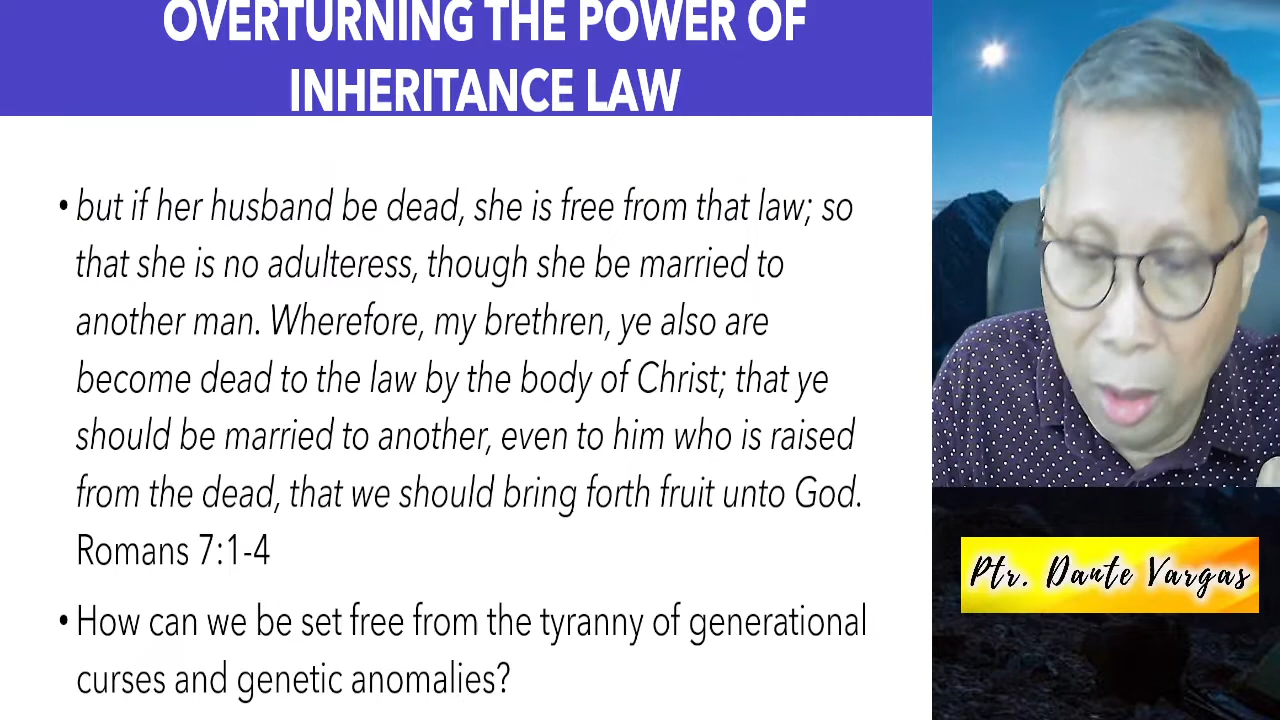 OVERTURNING THE POWER OF
INHERITANCE LAW
• but if her husband be dead, she is free from that law; so
that she is no adulteress, though she be married to
another man. Wherefore, my brethren, ye also are
become dead to the law by the body of Christ; that ye
should be married to another, even to him who is raised
from the dead, that we should bring forth fruit unto God.
Romans 7:1-4
• How can we be set free from the tyranny of generational
curses and genetic anomalies?
Ptr. Dante Vargas